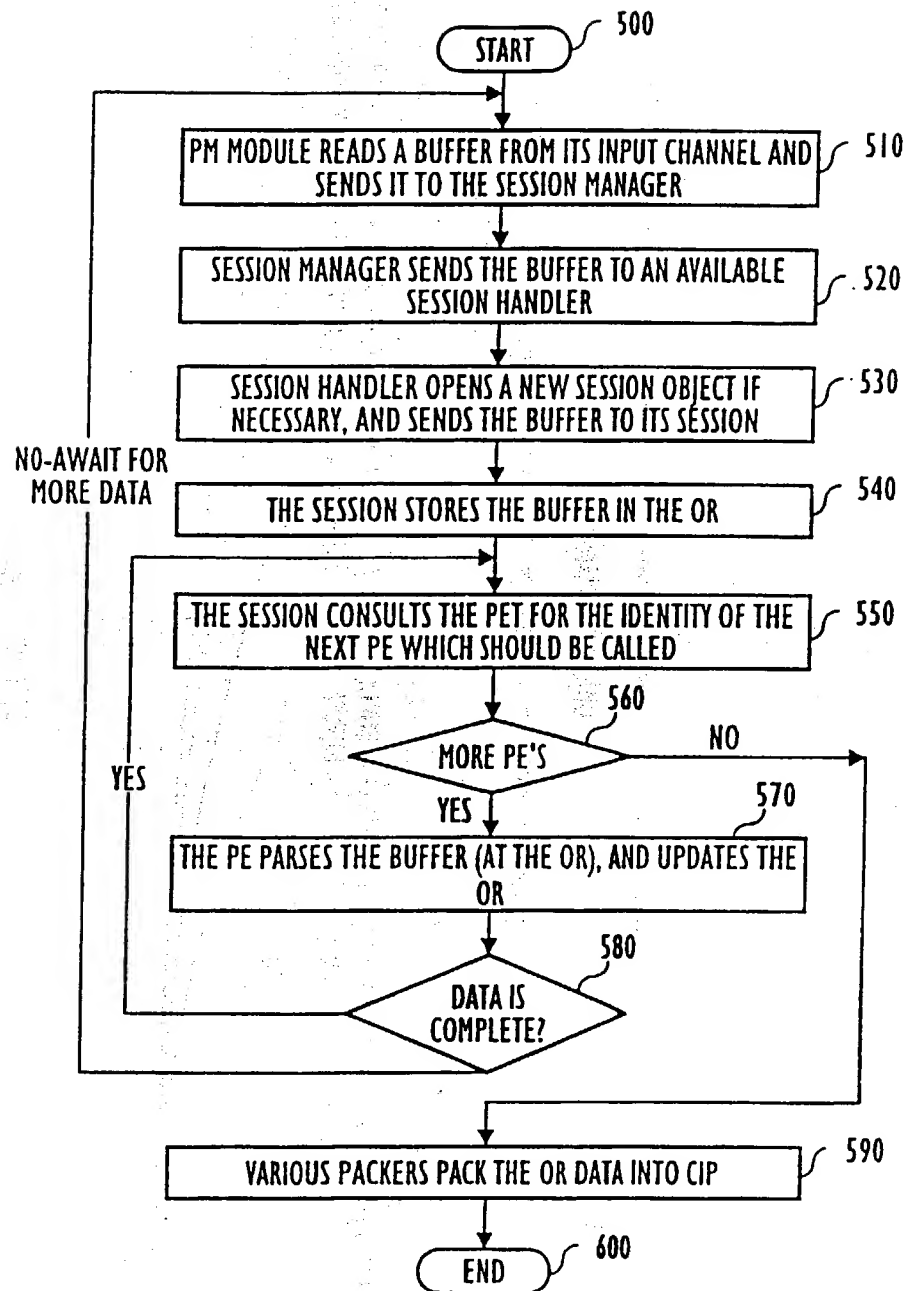 START
500
PM MODULE READS A BUFFER FROM ITS INPUT CHANNEL AND
SENDS IT TO THE SESSION MANAGER
510
SESSION MANAGER SENDS THE BUFFER TO AN AVAILABLE
SESSION HANDLER
520
SESSION HANDLER OPENS A NEW SESSION OBJECT IF
NECESSARY, AND SENDS THE BUFFER TO ITS SESSION
530
NO-AWAIT FOR
MORE DATA
THE SESSION STORES THE BUFFER IN THE OR
540
THE SESSION CONSULTS THE PET FOR THE IDENTITY OF THE
NEXT PE WHICH SHOULD BE CALLED
550
560
MORE PE'S
NO
YES
YES
570
THE PE PARSES THE BUFFER (AT THE OR), AND UPDATES THE
OR
580
DATA IS
COMPLETE?
VARIOUS PACKERS PACK THE OR DATA INTO CIP
590
END
600